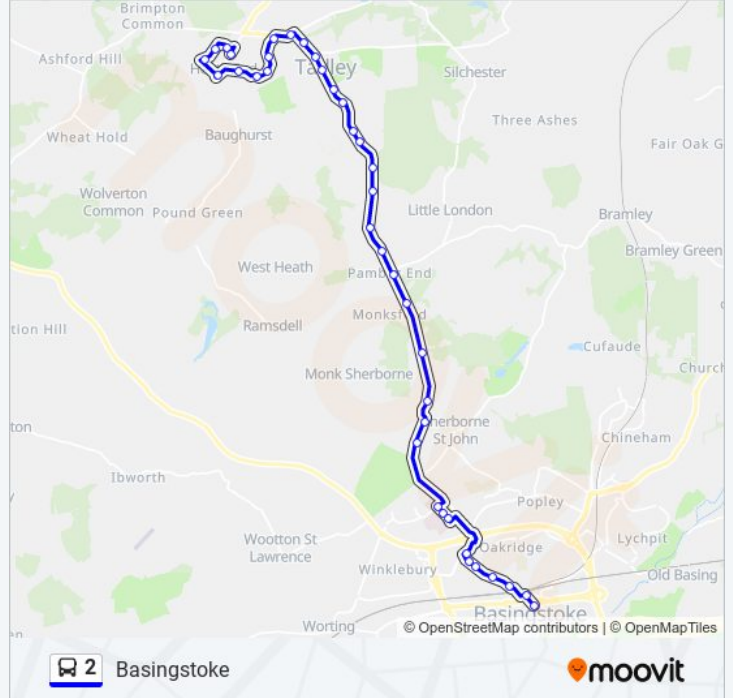 Brimpton
Common
Ashford Hill
Tadley
Silchester
Three Ashes
Wheat Hold
Baughurst
Fair Oak G
Wolverton
Common
Pound Green
Little London
Bramley
Bramley Green
West Heath
Pamber End
tion Hill
Ramsdell
Monks
Cufaude
Church
Monk Sherborne
herborne
St John
ton
Chineham
Ibworth
Popley
Wootton St
Lawrence
Oakridge
Lychpit
Winklebury
Old Basing
Basingstoke
Worting
© OpenStreetMap contributors | © OpenMapTiles
2 Basingstoke
moovit